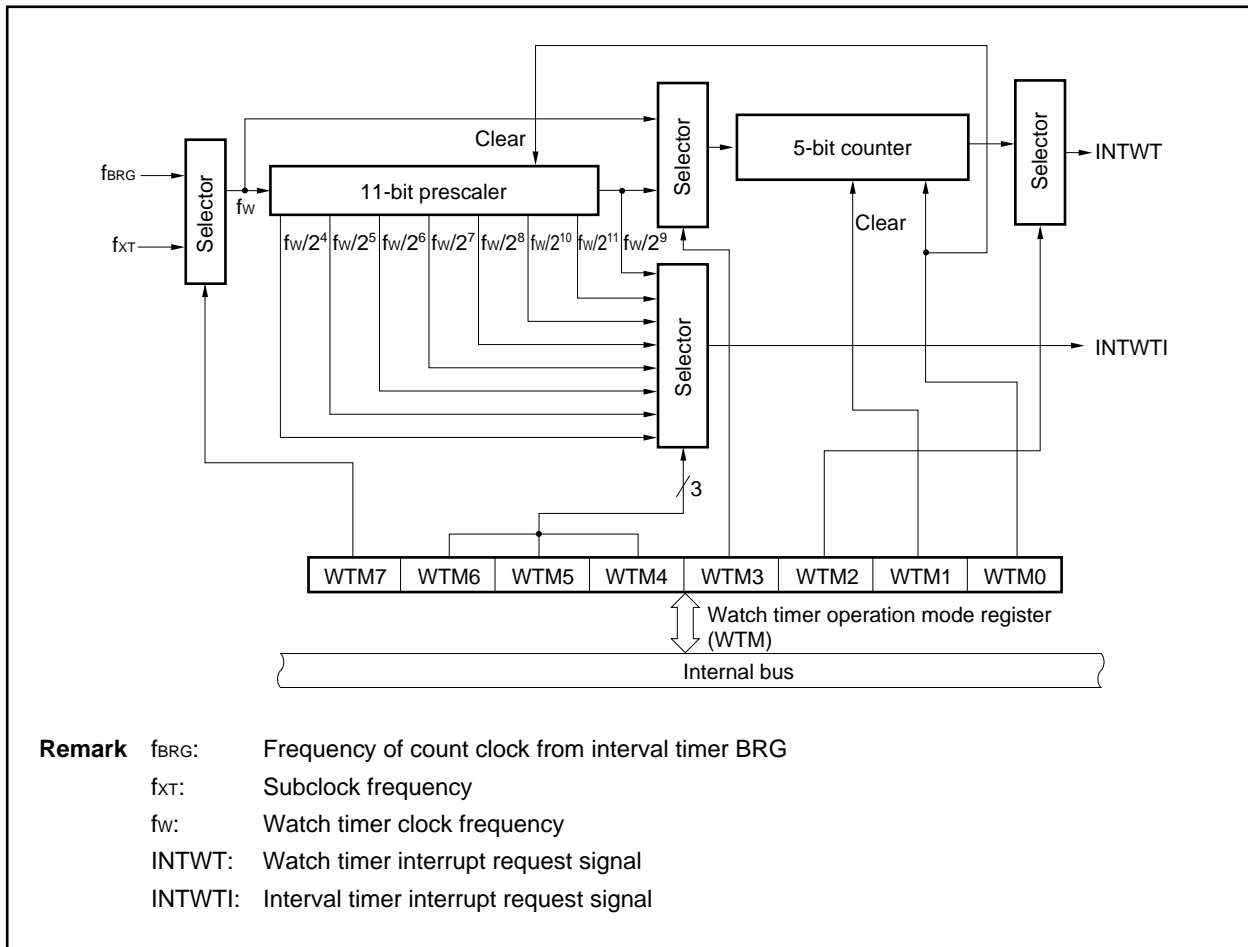 Clear
Selector
Selector
Selector
5-bit counter
INTWT
fBRG
11-bit prescaler
fW
Clear
fXT
fW/2⁴ fW/2⁵ fW/2⁶ fW/2⁷ fW/2⁸ fW/2¹⁰ fW/2¹¹ fW/2⁹
Selector
INTWTI
3
WTM7 WTM6 WTM5 WTM4 WTM3 WTM2 WTM1 WTM0
Watch timer operation mode register
(WTM)
Internal bus
Remark fBRG: Frequency of count clock from interval timer BRG
fXT: Subclock frequency
fW: Watch timer clock frequency
INTWT: Watch timer interrupt request signal
INTWTI: Interval timer interrupt request signal